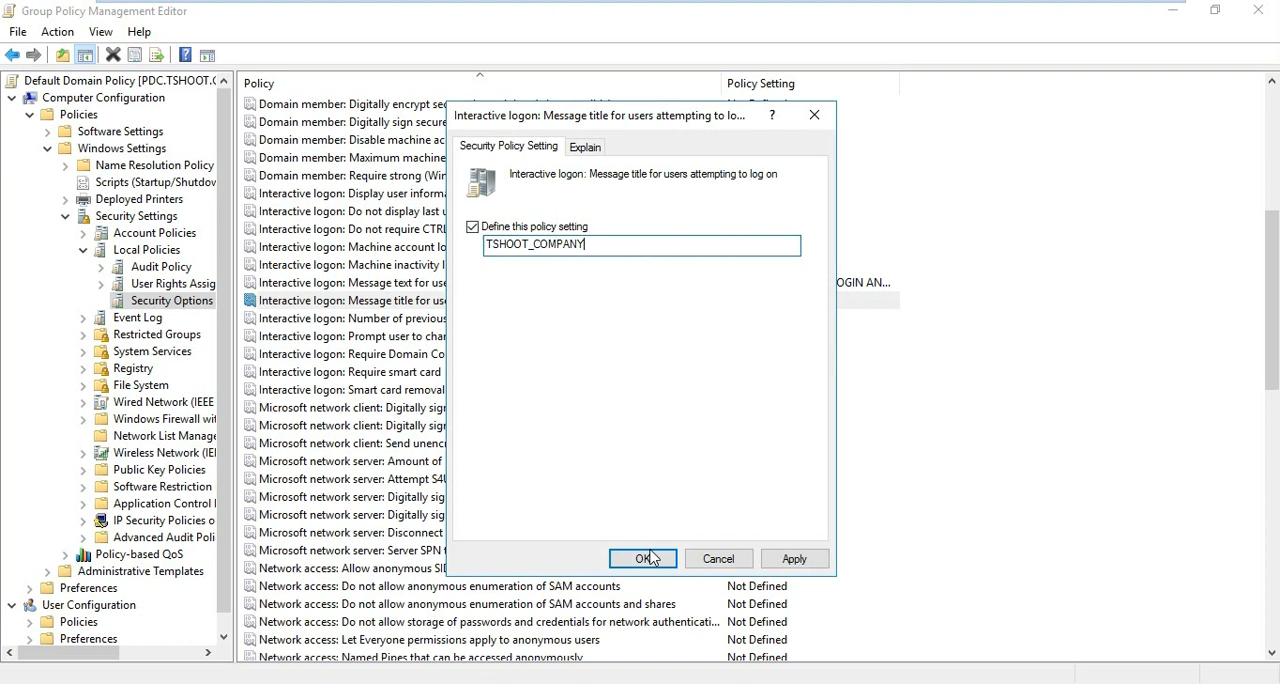 Group Policy Management Editor
File Action View Help
Default Domain Policy [PDC.TSHOOT.(
Computer Configuration
Policies
Software Settings
Windows Settings
Name Resolution Policy
Scripts (Startup/Shutdov
Deployed Printers
Security Settings
Account Policies
Local Policies
Audit Policy
User Rights Assig
Security Options
Event Log
Restricted Groups
System Services
Registry
File System
Wired Network (IEEE
Windows Firewall wit
Network List Manage
Wireless Network (IEI
Public Key Policies
Software Restriction
Application Control I
IP Security Policies o
Advanced Audit Poli
Policy-based QoS
Administrative Templates
Preferences
User Configuration
Policies
Preferences
Policy Policy Setting
Domain member: Digitally encrypt sec
Domain member: Digitally sign secure
Domain member: Disable machine ac
Domain member: Maximum machine
Domain member: Require strong (Wir
Interactive logon: Display user informa
Interactive logon: Do not display last u
Interactive logon: Do not require CTRL
Interactive logon: Machine account lo
Interactive logon: Machine inactivity l
Interactive logon: Message text for use OGIN AN...
Interactive logon: Message title for use
Interactive logon: Number of previous
Interactive logon: Prompt user to char
Interactive logon: Require Domain Co
Interactive logon: Require smart card
Interactive logon: Smart card removal
Microsoft network client: Digitally sign
Microsoft network client: Digitally sign
Microsoft network client: Send unenc
Microsoft network server: Amount of
Microsoft network server: Attempt S4U
Microsoft network server: Digitally sig
Microsoft network server: Digitally sig
Microsoft network server: Disconnect
Microsoft network server: Server SPN t
Network access: Allow anonymous SID
Network access: Do not allow anonymous enumeration of SAM accounts Not Defined
Network access: Do not allow anonymous enumeration of SAM accounts and shares Not Defined
Network access: Do not allow storage of passwords and credentials for network authenticati... Not Defined
Network access: Let Everyone permissions apply to anonymous users Not Defined
Network access: Named Pipes that can be accessed anonymously Not Defined
Interactive logon: Message title for users attempting to lo... ?
Security Policy Setting Explain
Interactive logon: Message title for users attempting to log on
Define this policy setting
TSHOOT_COMPANY
OK Cancel Apply